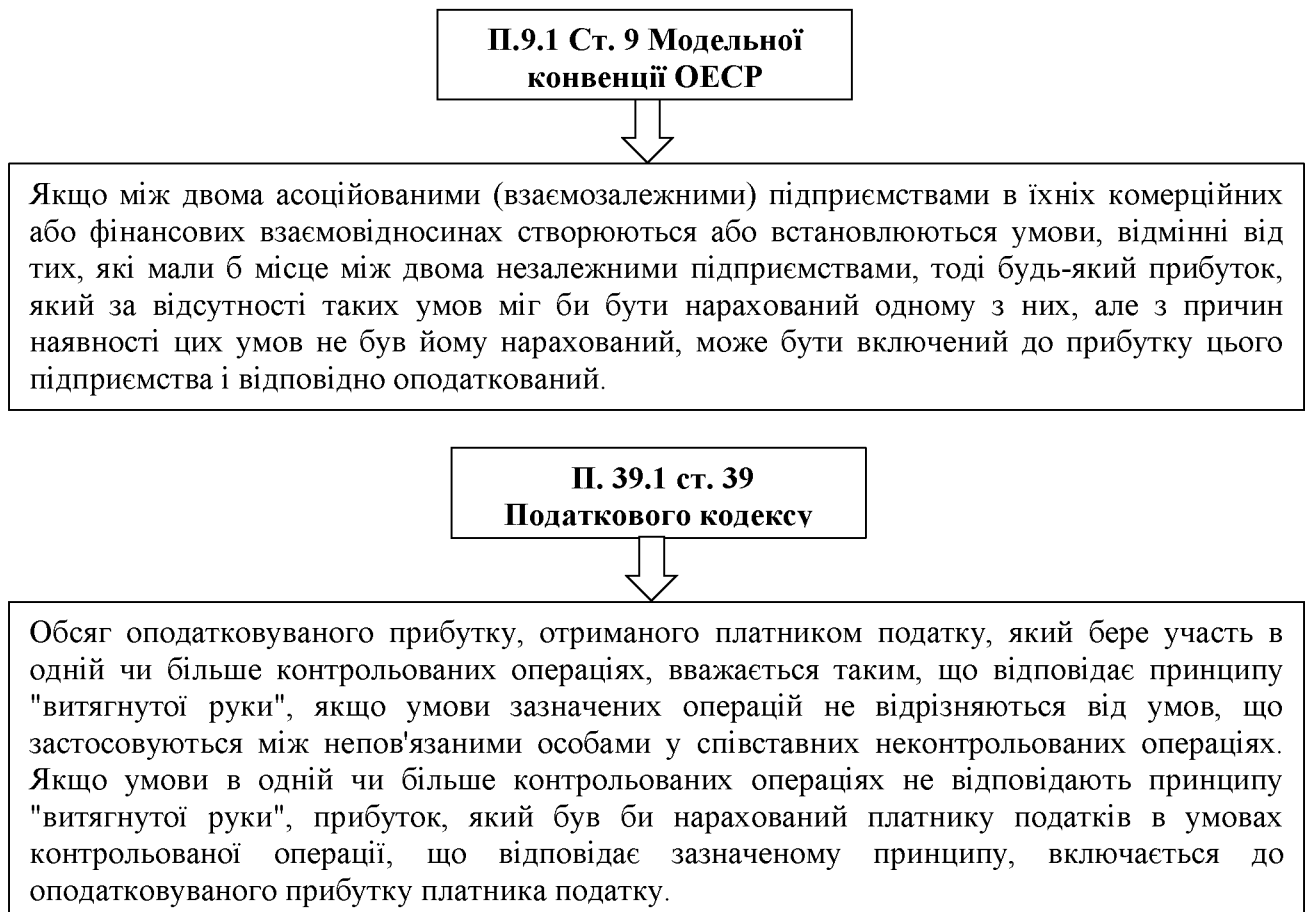 П.9.1 Ст. 9 Модельної
конвенції ОЕСР
Якщо між двома асоційованими (взаємозалежними) підприємствами в їхніх комерційних
або фінансових взаємовідносинах створюються або встановлюються умови, відмінні від
тих, які мали б місце між двома незалежними підприємствами, тоді будь-який прибуток,
який за відсутності таких умов міг би бути нарахований одному з них, але з причин
наявності цих умов не був йому нарахований, може бути включений до прибутку цього
підприємства і відповідно оподаткований.
П. 39.1 ст. 39
Податкового кодексу
Обсяг оподатковуваного прибутку, отриманого платником податку, який бере участь в
одній чи більше контрольованих операціях, вважається таким, що відповідає принципу
"витягнутої руки", якщо умови зазначених операцій не відрізняються від умов, що
застосовуються між непов'язаними особами у співставних неконтрольованих операціях.
Якщо умови в одній чи більше контрольованих операціях не відповідають принципу
"витягнутої руки", прибуток, який був би нарахований платнику податків в умовах
контрольованої операції, що відповідає зазначеному принципу, включається до
оподатковуваного прибутку платника податку.